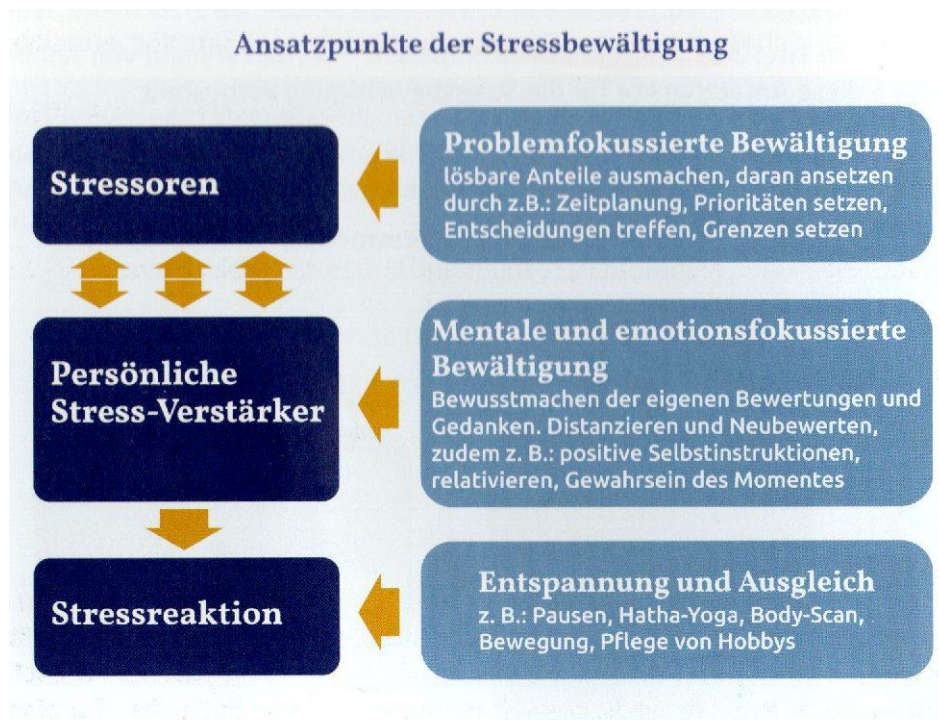 Ansatzpunkte der Stressbewältigung
Stressoren
Problemfokussierte Bewältigung
lösbare Anteile ausmachen, daran ansetzen
durch z.B.: Zeitplanung, Prioritäten setzen,
Entscheidungen treffen, Grenzen setzen
Persönliche
Stress-Verstärker
Mentale und emotionsfokussierte
Bewältigung
Bewusstmachen der eigenen Bewertungen und
Gedanken. Distanzieren und Neubewerten,
zudem z. B.: positive Selbstinstruktionen,
relativieren, Gewahrsein des Momentes
Stressreaktion
Entspannung und Ausgleich
z. B.: Pausen, Hatha-Yoga, Body-Scan,
Bewegung, Pflege von Hobbys